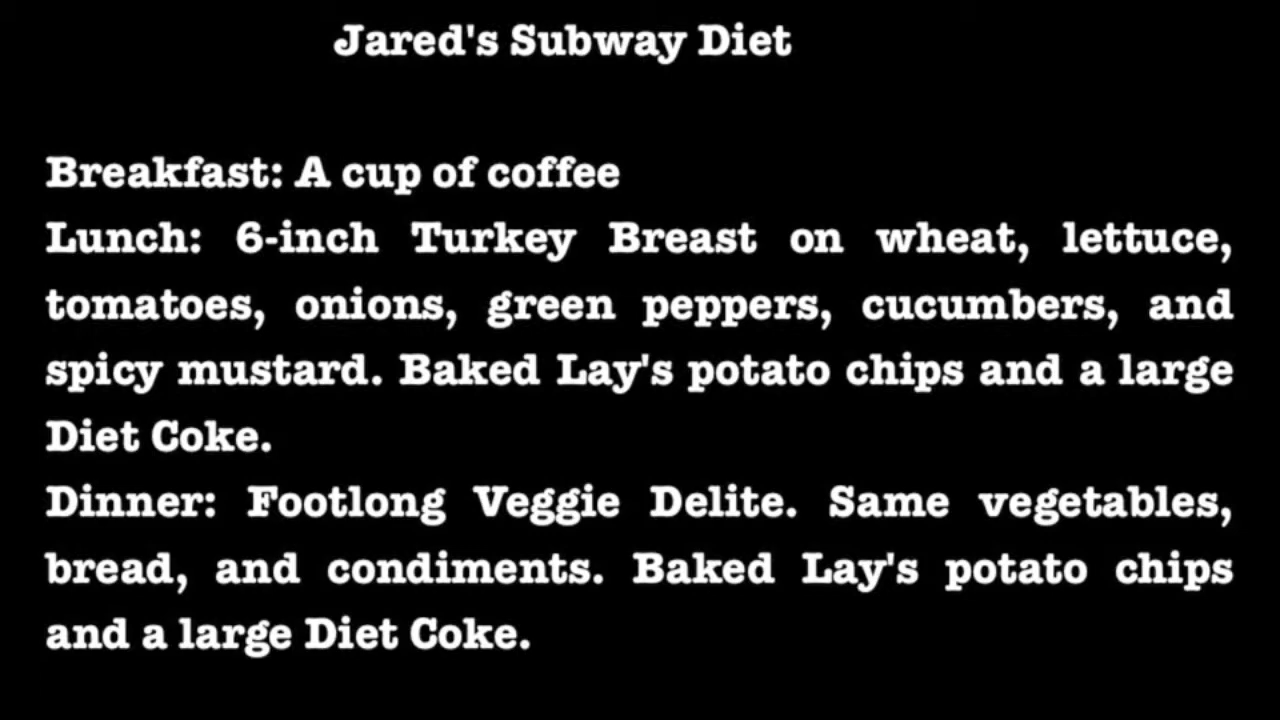 Jared's Subway Diet
Breakfast: A cup of coffee
Lunch: 6-inch Turkey Breast on wheat, lettuce,
tomatoes, onions, green peppers, cucumbers, and
spicy mustard. Baked Lay's potato chips and a large
Diet Coke.
Dinner: Footlong Veggie Delite. Same vegetables,
bread, and condiments. Baked Lay's potato chips
and a large Diet Coke.